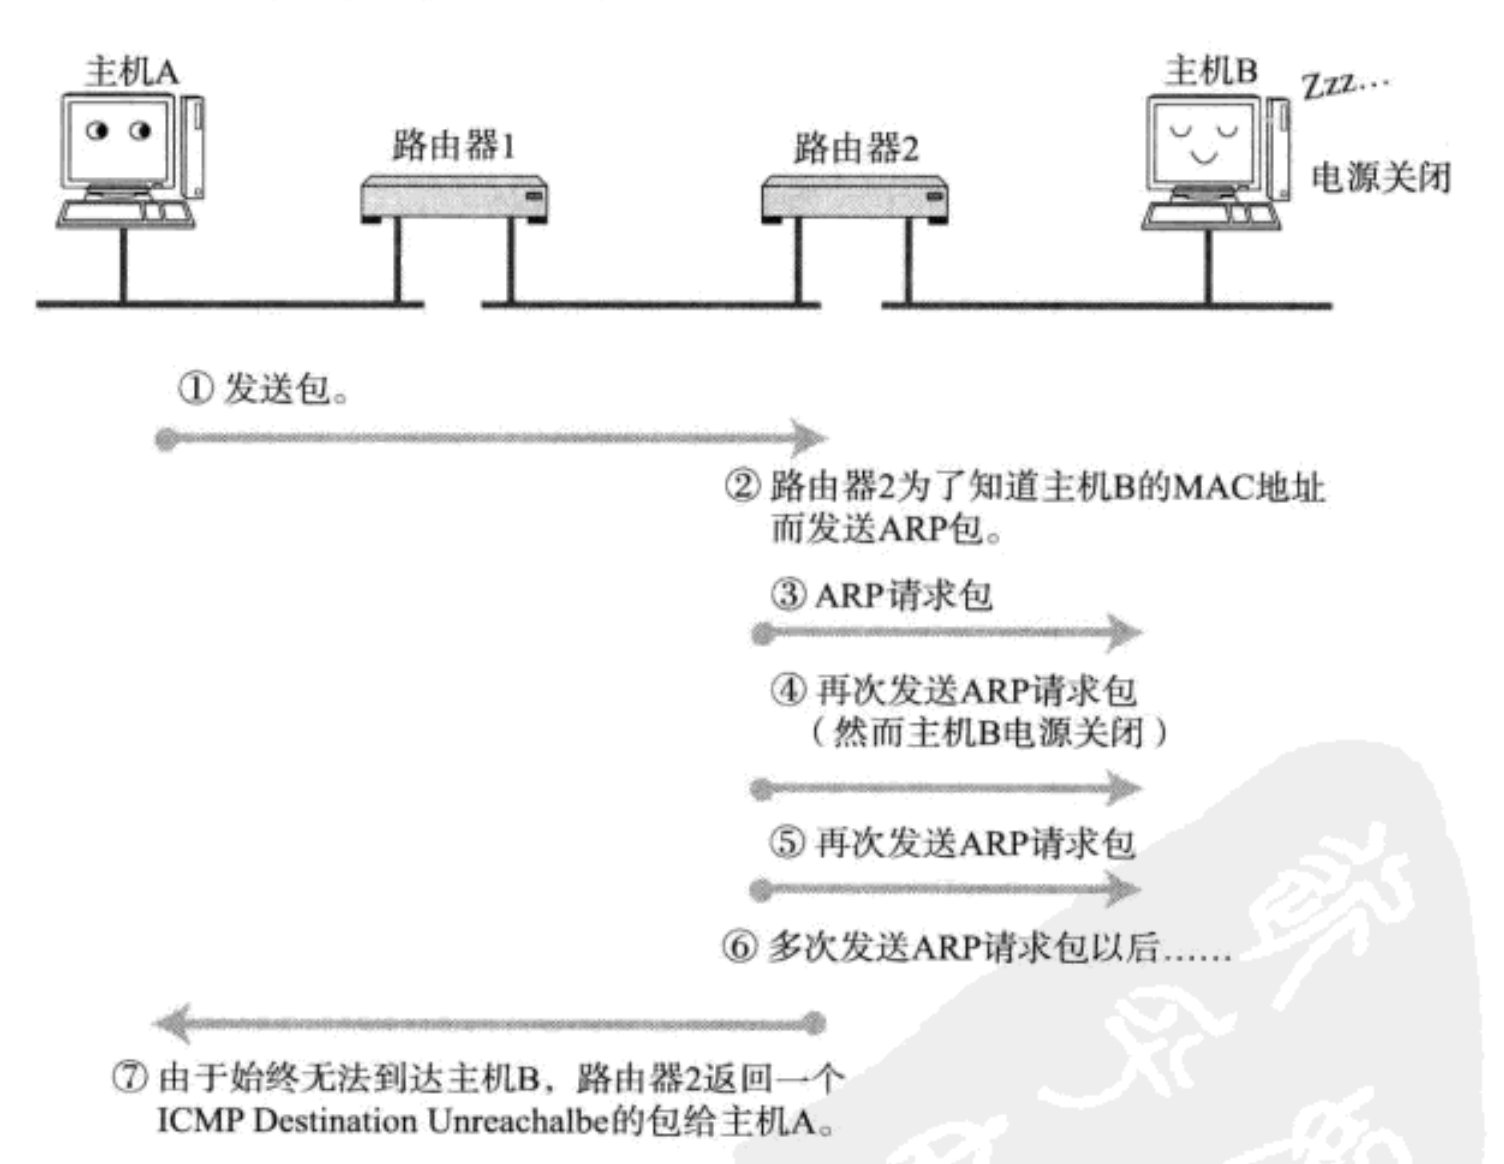 主机A
主机B
Zzz...
路由器1
路由器2
电源关闭
① 发送包。
② 路由器2为了知道主机B的MAC地址
而发送ARP包。
③ ARP请求包
④ 再次发送ARP请求包
（然而主机B电源关闭）
⑤ 再次发送ARP请求包
⑥ 多次发送ARP请求包以后……
⑦ 由于始终无法到达主机B，路由器2返回一个
ICMP Destination Unreachalbe的包给主机A。